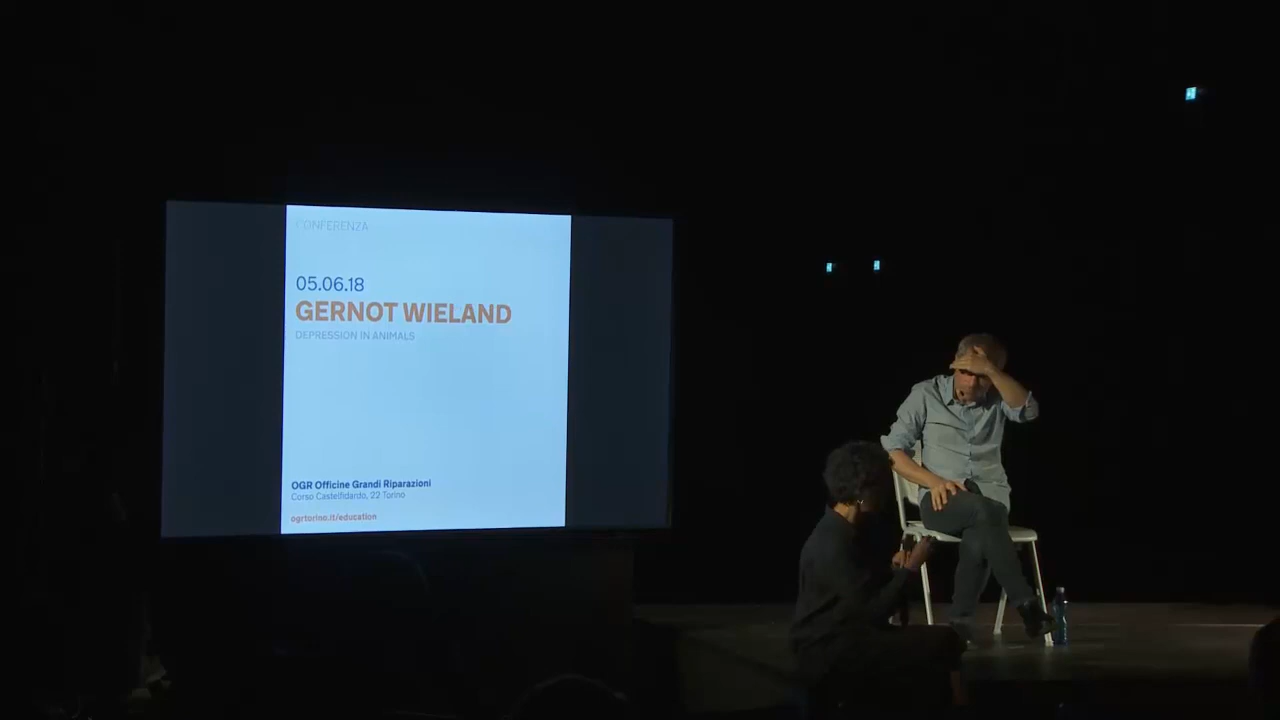 CONFERENZA
05.06.18
GERNOT WIELAND
DEPRESSION IN ANIMALS
OGR Officine Grandi Riparazioni
Corso Castelfidardo, 22 Torino
ogrtorino.it/education